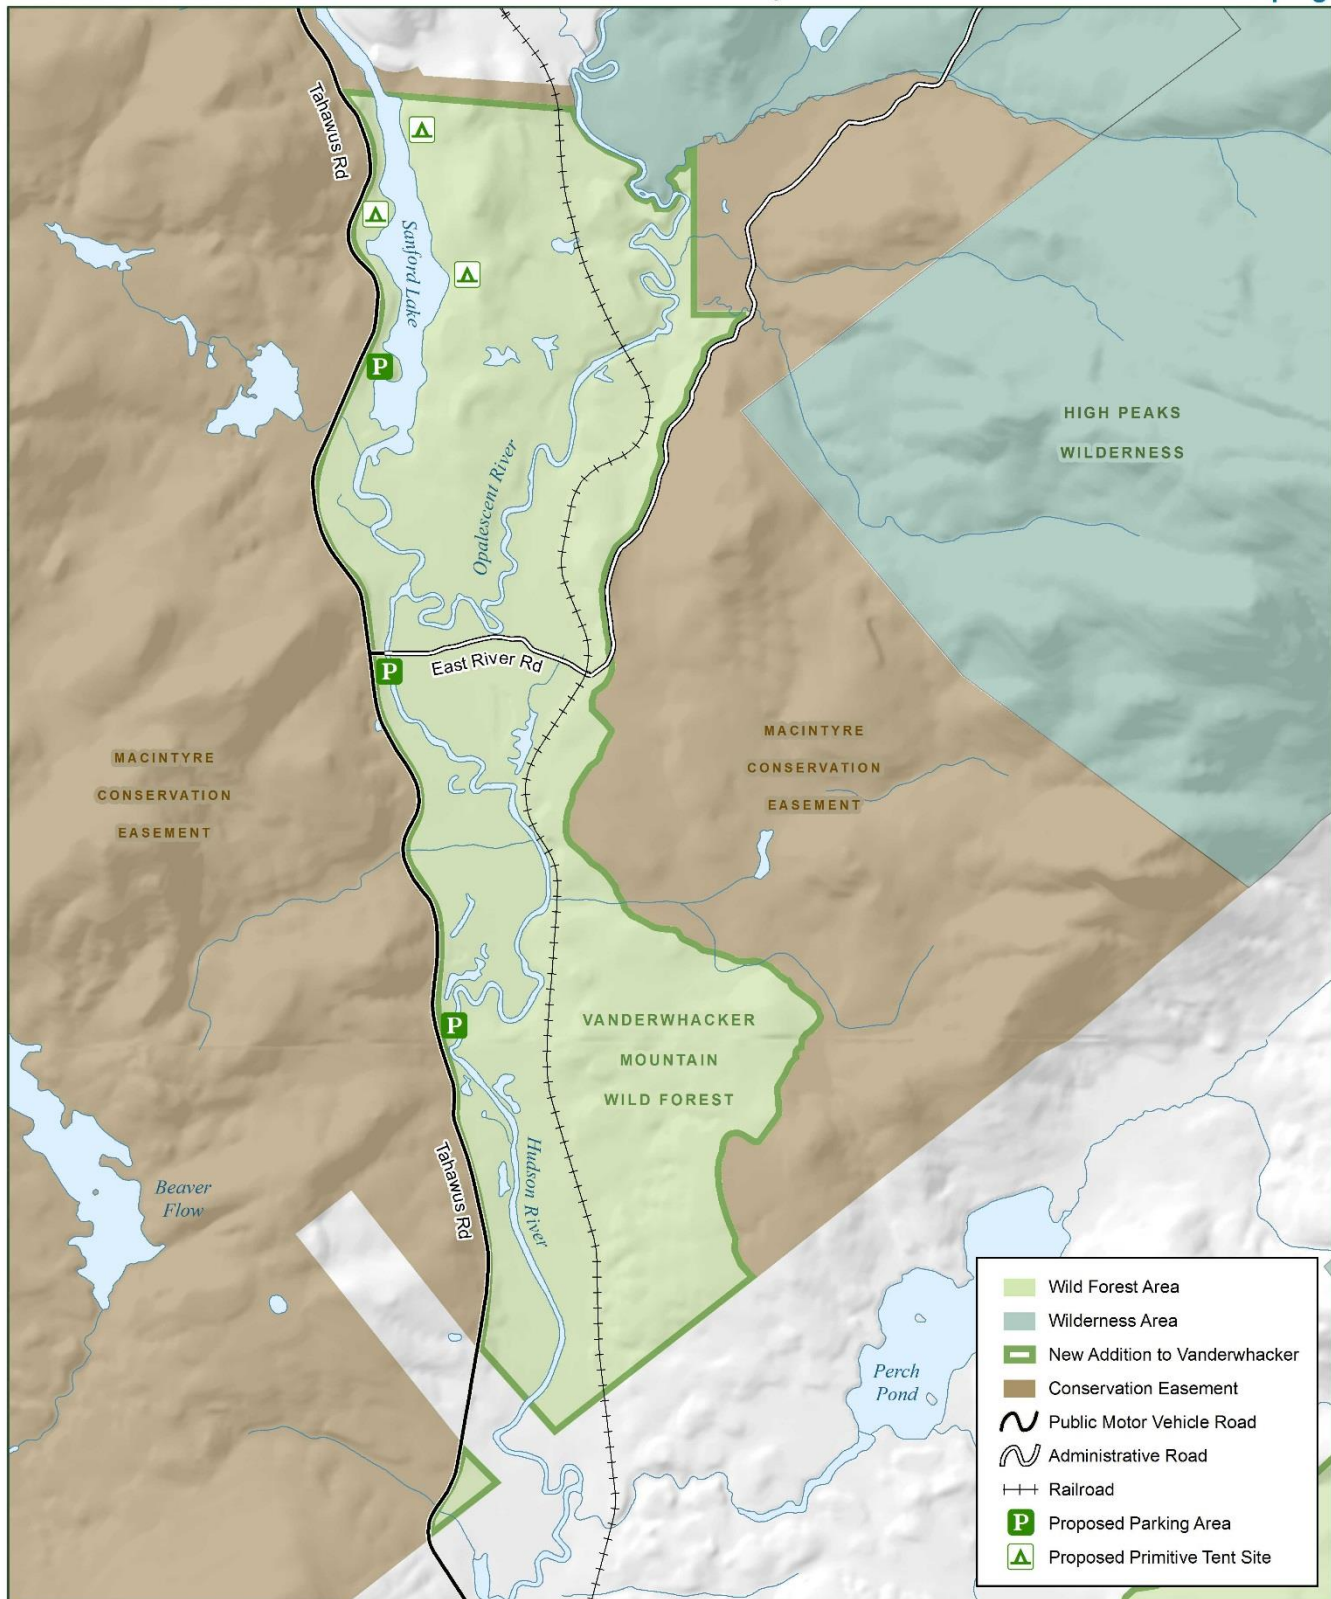 Tahawus Rd
Sanford Lake
HIGH PEAKS
WILDERNESS
Opalescent River
East River Rd
MACINTYRE
CONSERVATION
EASEMENT
MACINTYRE
CONSERVATION
EASEMENT
VANDERWHACKER
MOUNTAIN
WILD FOREST
Tahawus Rd
Hudson River
Beaver
Flow
Perch
Pond
P
P
P
Wild Forest Area
Wilderness Area
New Addition to Vanderwhacker
Conservation Easement
Public Motor Vehicle Road
Administrative Road
Railroad
P Proposed Parking Area
Proposed Primitive Tent Site